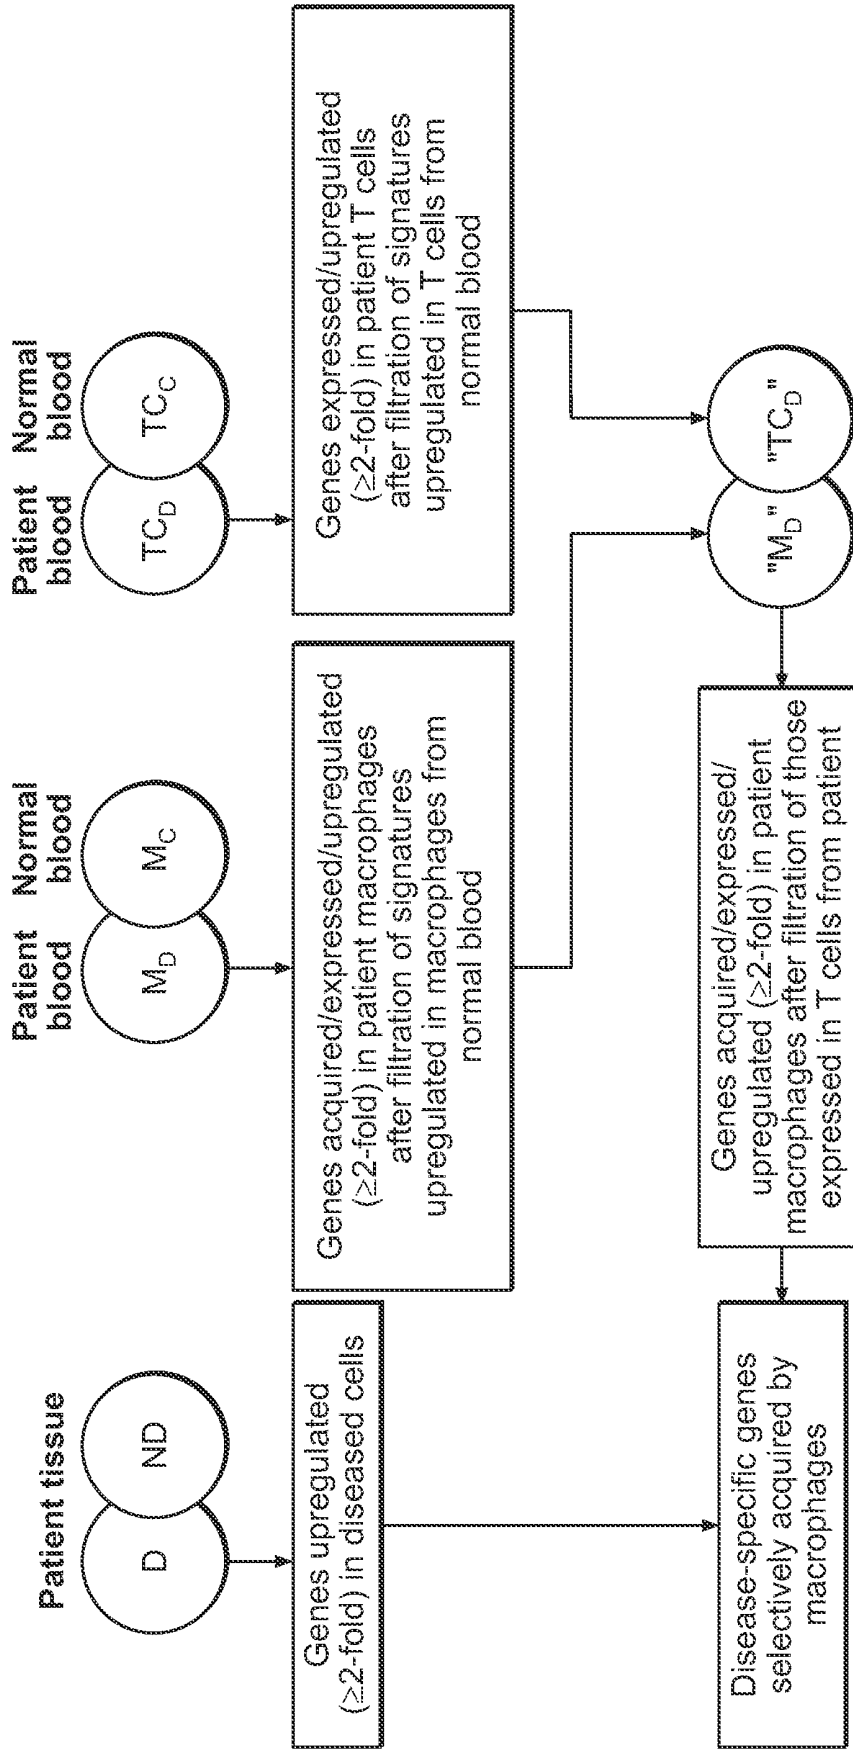 Patient tissue
D
ND
Genes upregulated
(≥2-fold) in diseased cells
Patient
blood
Normal
blood
M_D
M_C
Genes acquired/expressed/upregulated
(≥2-fold) in patient macrophages
after filtration of signatures
upregulated in macrophages from
normal blood
Patient
blood
Normal
blood
TC_D
TC_C
Genes expressed/upregulated
(≥2-fold) in patient T cells
after filtration of signatures
upregulated in T cells from
normal blood
"M_D"
"TC_D"
Genes acquired/expressed/
upregulated (≥2-fold) in patient
macrophages after filtration of those
expressed in T cells from patient
Disease-specific genes
selectively acquired by
macrophages